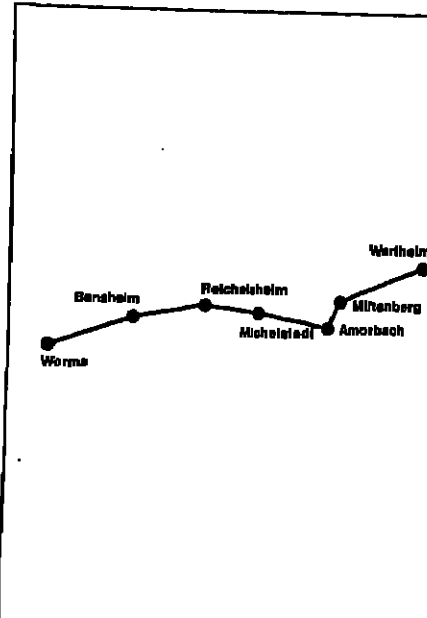 Wertheim
Reichelsheim
Bensheim
Miltenberg
Michelstadt
Amorbach
Worms